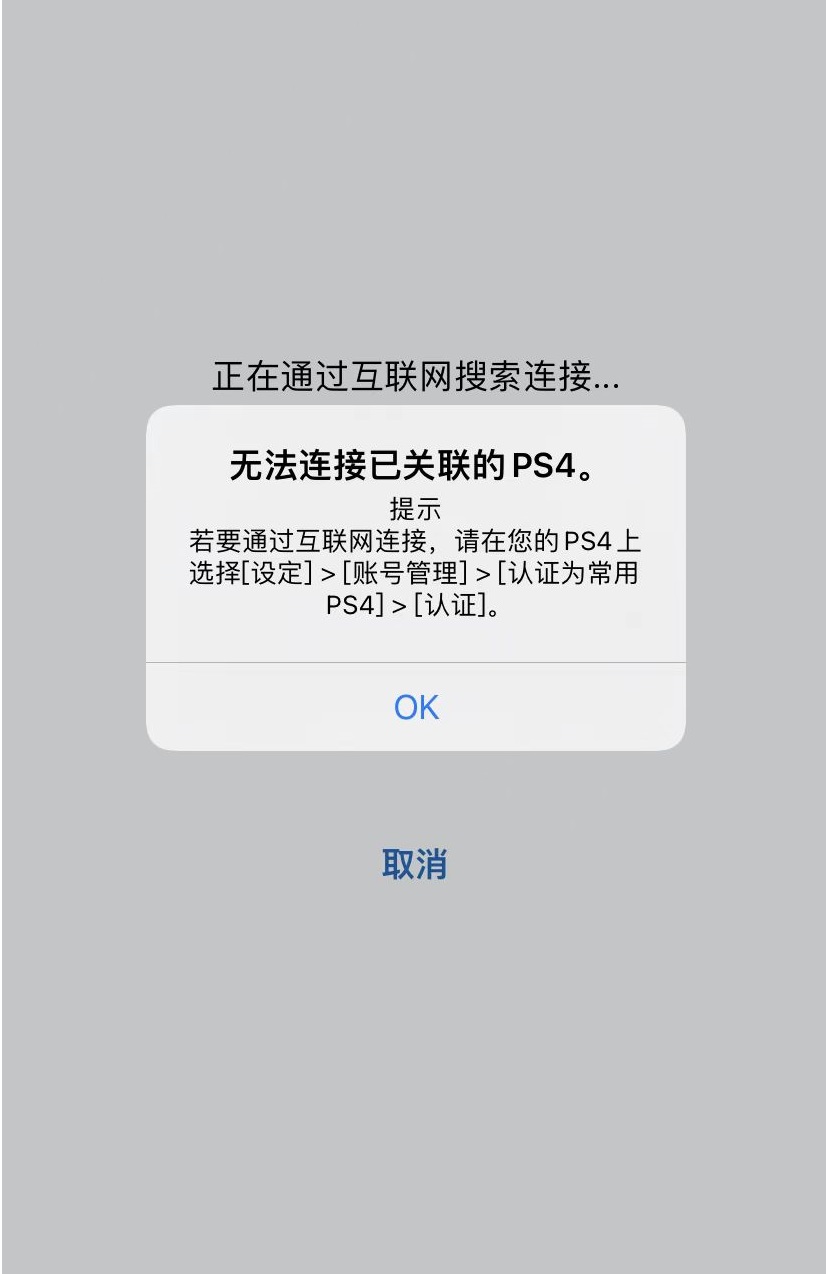 正在通过互联网搜索连接...
无法连接已关联的PS4。
提示
若要通过互联网连接，请在您的PS4上
选择[设定] > [账号管理] > [认证为常用
PS4] > [认证]。
OK
取消